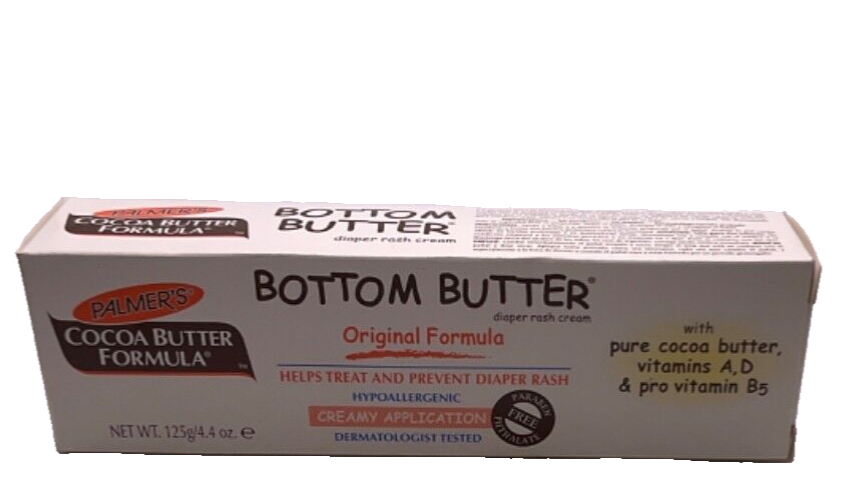 PALMER'S
COCOA BUTTER
FORMULA
BOTTOM
BUTTER®
diaper rash cream
PALMER'S®
COCOA BUTTER
FORMULA®
™
BOTTOM BUTTER®
diaper rash cream
Original Formula
HELPS TREAT AND PREVENT DIAPER RASH
HYPOALLERGENIC
CREAMY APPLICATION
DERMATOLOGIST TESTED
PARABEN
FREE
PHTHALATE
with
pure cocoa butter,
vitamins A,D
& pro vitamin B5
NET WT. 125g/4.4 oz. e